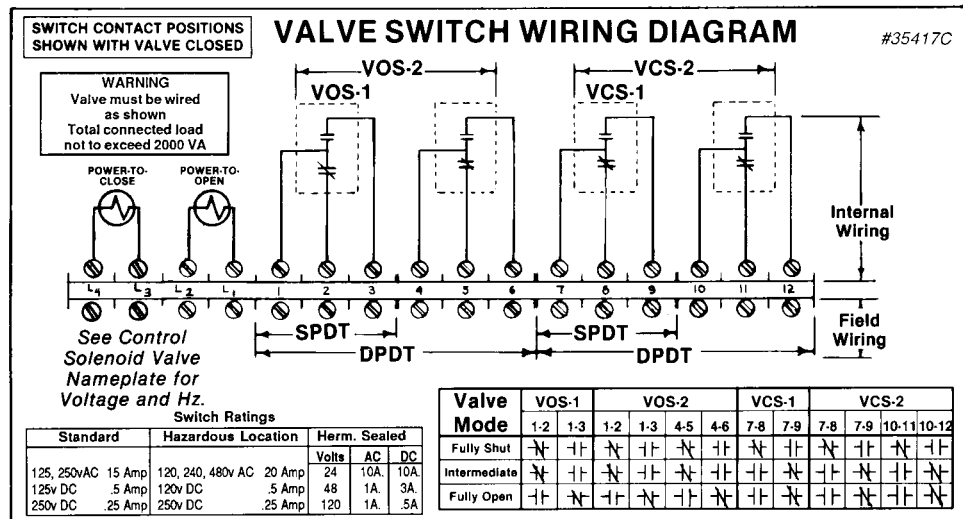 SWITCH CONTACT POSITIONS
SHOWN WITH VALVE CLOSED
VALVE SWITCH WIRING DIAGRAM
#35417C
WARNING
Valve must be wired
as shown
Total connected load
not to exceed 2000 VA
VOS-2
VOS-1
VCS-2
VCS-1
POWER-TO-
CLOSE
POWER-TO-
OPEN
Internal
Wiring
L4 L3 L2 L1 1 2 3 4 5 6 7 8 9 10 11 12
SPDT
DPDT
SPDT
DPDT
Field
Wiring
See Control
Solenoid Valve
Nameplate for
Voltage and Hz.
Switch Ratings
Standard Hazardous Location Herm. Sealed
Volts AC DC
125, 250vAC 15 Amp 120, 240, 480v AC 20 Amp 24 10A. 10A.
125v DC .5 Amp 120v DC .5 Amp 48 1A. 3A.
250v DC .25 Amp 250v DC .25 Amp 120 1A. .5A
Valve
Mode
VOS-1 VOS-2 VCS-1 VCS-2
1-2 1-3 1-2 1-3 4-5 4-6 7-8 7-9 7-8 7-9 10-11 10-12
Fully Shut
Intermediate
Fully Open